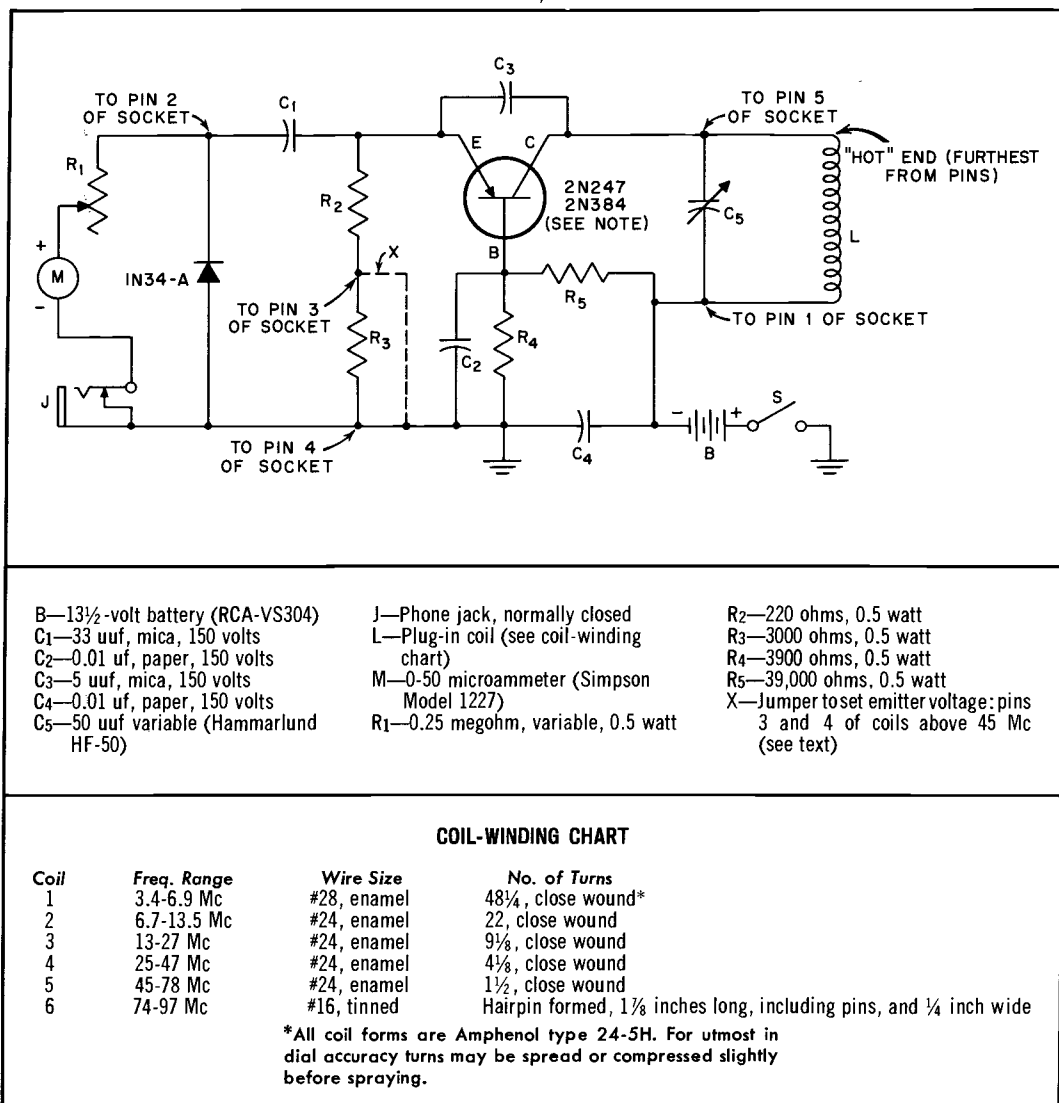 C3
TO PIN 2
OF SOCKET
C1
TO PIN 5
OF SOCKET
R1
E
C
"HOT" END (FURTHEST
FROM PINS)
2N247
2N384
(SEE NOTE)
R2
C5
L
X
B
+
M
-
IN34-A
R5
TO PIN 3
OF SOCKET
TO PIN 1 OF SOCKET
R3
C2
R4
J
S
- +
TO PIN 4
OF SOCKET
C4
B
B—13½-volt battery (RCA-VS304)
C1—33 uuf, mica, 150 volts
C2—0.01 uf, paper, 150 volts
C3—5 uuf, mica, 150 volts
C4—0.01 uf, paper, 150 volts
C5—50 uuf variable (Hammarlund
HF-50)
J—Phone jack, normally closed
L—Plug-in coil (see coil-winding
chart)
M—0-50 microammeter (Simpson
Model 1227)
R1—0.25 megohm, variable, 0.5 watt
R2—220 ohms, 0.5 watt
R3—3000 ohms, 0.5 watt
R4—3900 ohms, 0.5 watt
R5—39,000 ohms, 0.5 watt
X—Jumper to set emitter voltage: pins
3 and 4 of coils above 45 Mc
(see text)
COIL-WINDING CHART
Coil Freq. Range Wire Size No. of Turns
1 3.4-6.9 Mc #28, enamel 48¼, close wound*
2 6.7-13.5 Mc #24, enamel 22, close wound
3 13-27 Mc #24, enamel 9⅛, close wound
4 25-47 Mc #24, enamel 4⅛, close wound
5 45-78 Mc #24, enamel 1½, close wound
6 74-97 Mc #16, tinned Hairpin formed, 1⅞ inches long, including pins, and ¼ inch wide
*All coil forms are Amphenol type 24-5H. For utmost in
dial accuracy turns may be spread or compressed slightly
before spraying.